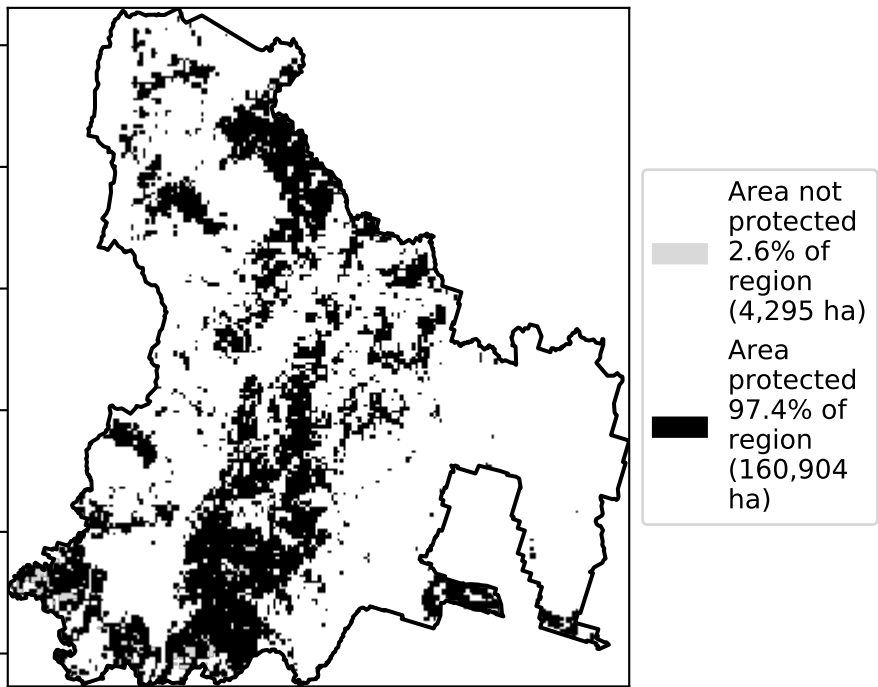 Area not
protected
2.6% of
region
(4,295 ha)
Area
protected
97.4% of
region
(160,904
ha)